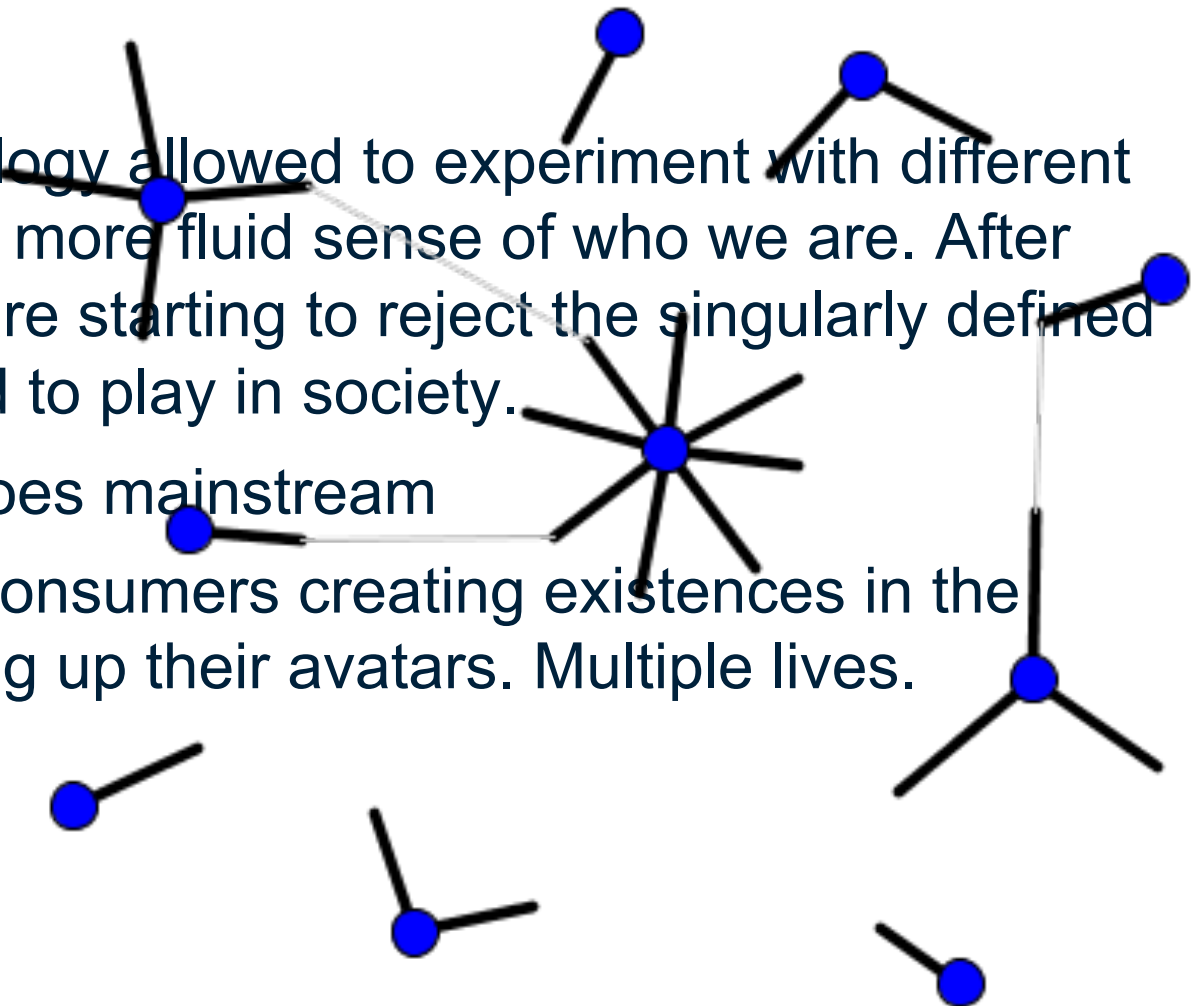 logy allowed to experiment with different
more fluid sense of who we are. After
re starting to reject the singularly defined
d to play in society.
oes mainstream
onsumers creating existences in the
g up their avatars. Multiple lives.